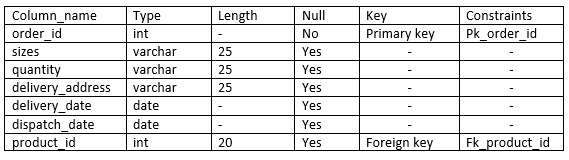 Column_name Type Length Null Key Constraints
order_id int - No Primary key Pk_order_id
sizes varchar 25 Yes - -
quantity varchar 25 Yes - -
delivery_address varchar 25 Yes - -
delivery_date date - Yes - -
dispatch_date date - Yes - -
product_id int 20 Yes Foreign key Fk_product_id